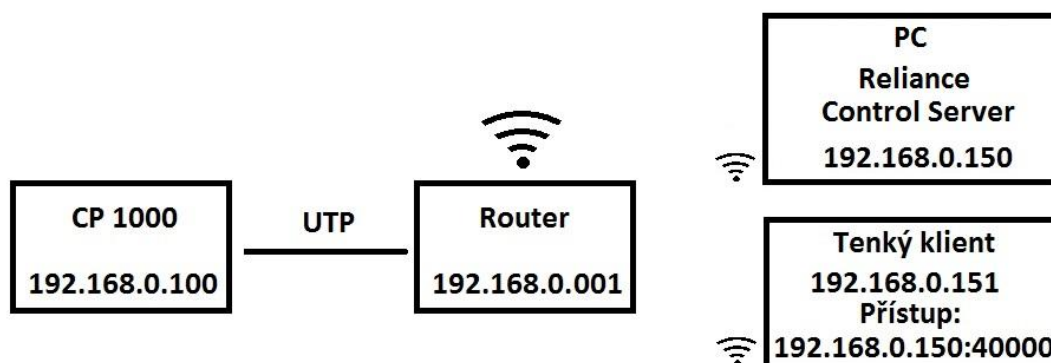 CP 1000
192.168.0.100
UTP
Router
192.168.0.001
PC
Reliance
Control Server
192.168.0.150
Tenký klient
192.168.0.151
Přístup:
192.168.0.150:40000